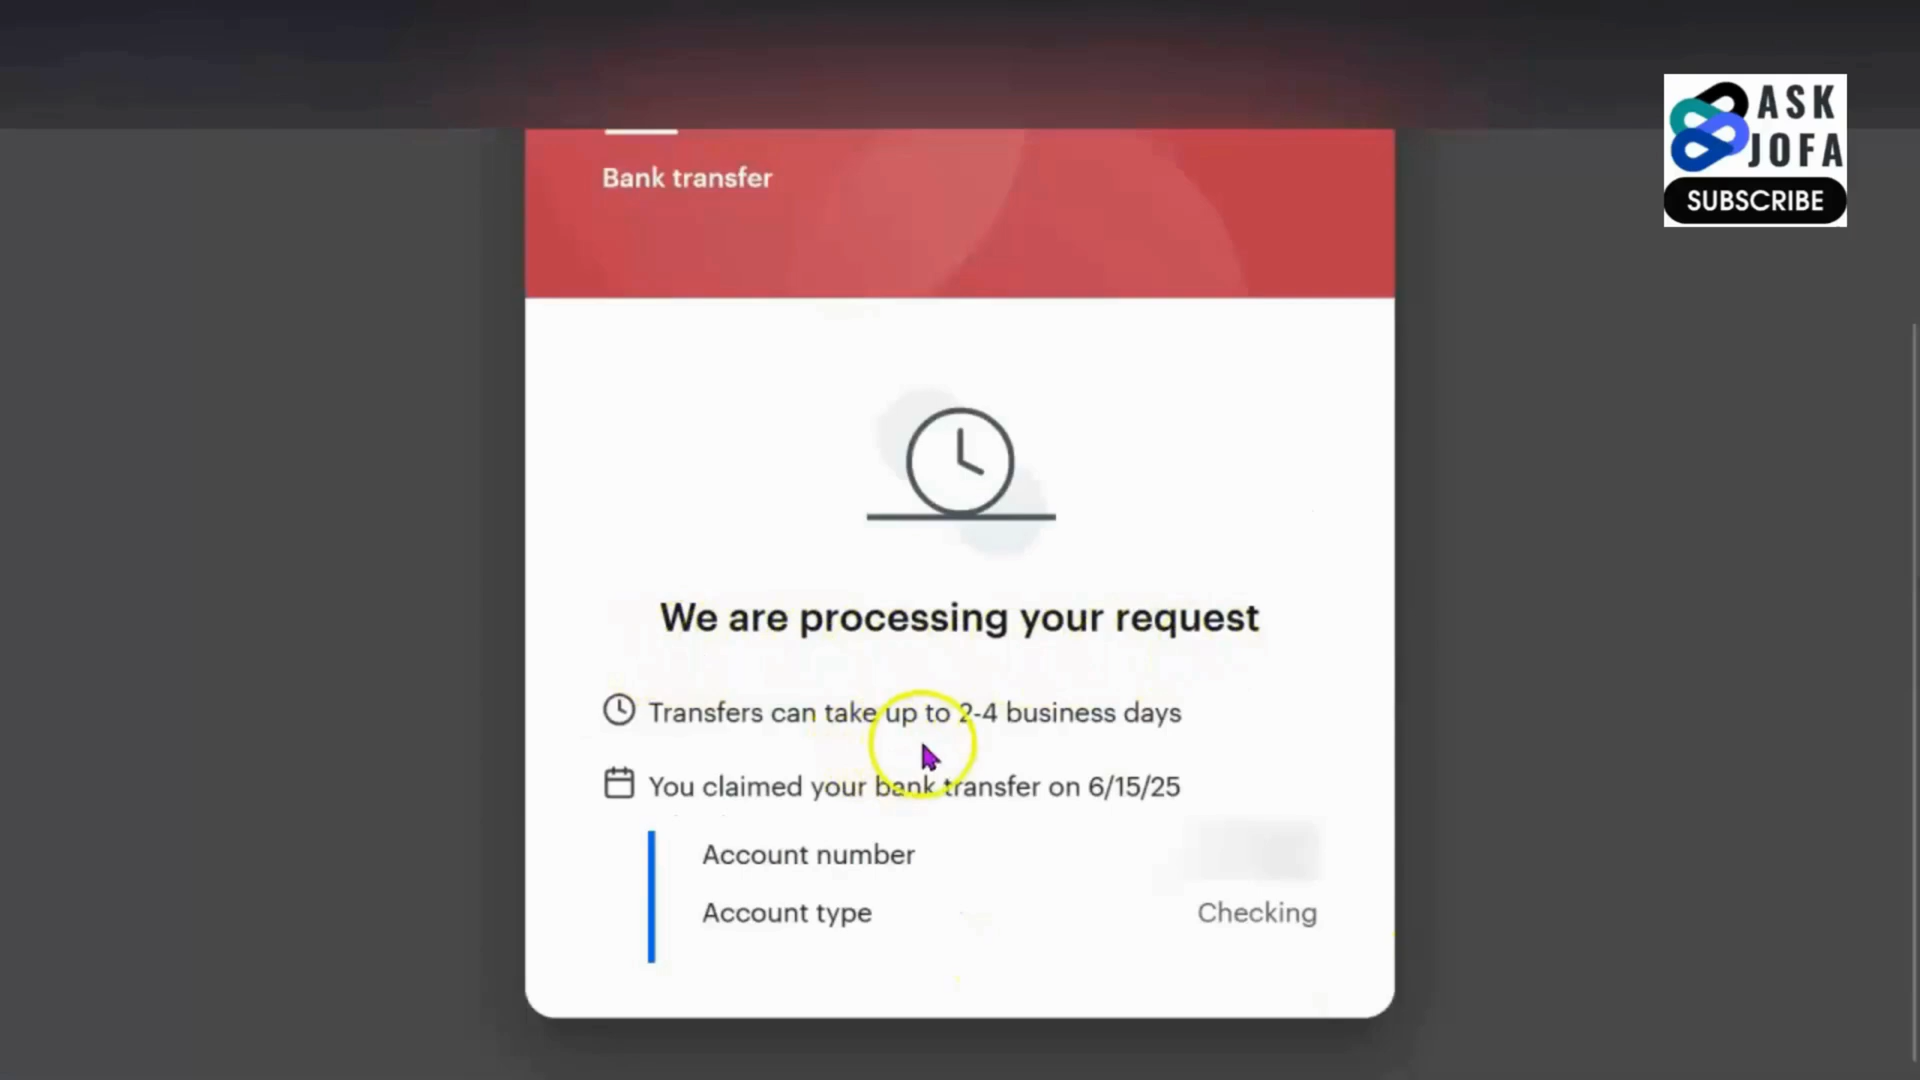 ASK
JOFA
SUBSCRIBE
Bank transfer
We are processing your request
Transfers can take up to 2-4 business days
You claimed your bank transfer on 6/15/25
Account number
Account type Checking